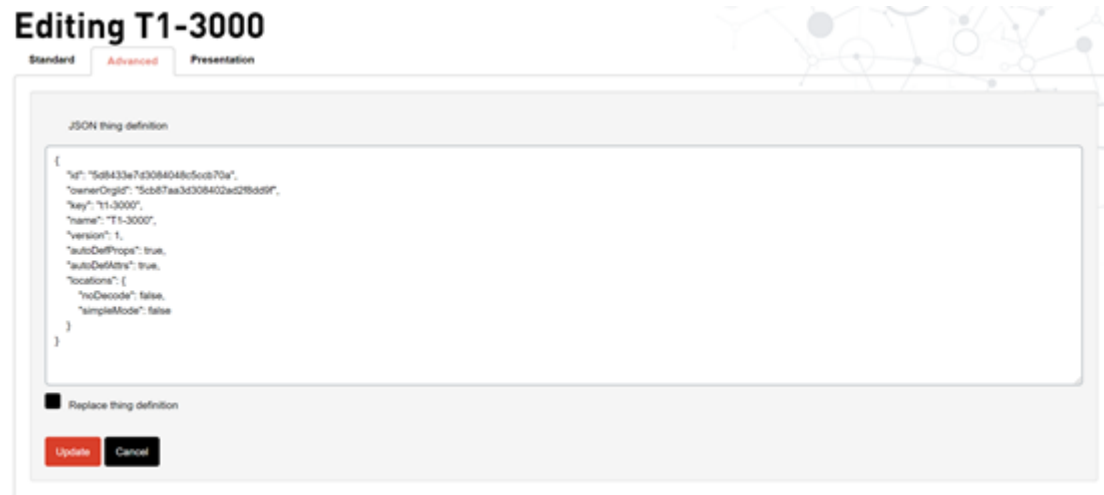 Editing T1-3000
Standard Advanced Presentation
JSON thing definition
{
"id": "5d8433e7d3084048c5ccb70a",
"ownerOrgId": "5cb87aa3d308402ad2f8dd9f",
"key": "t1-3000",
"name": "T1-3000",
"version": 1,
"autoDefProps": true,
"autoDefAttrs": true,
"locations": {
"noDecode": false,
"simpleMode": false
}
}
Replace thing definition
Update Cancel